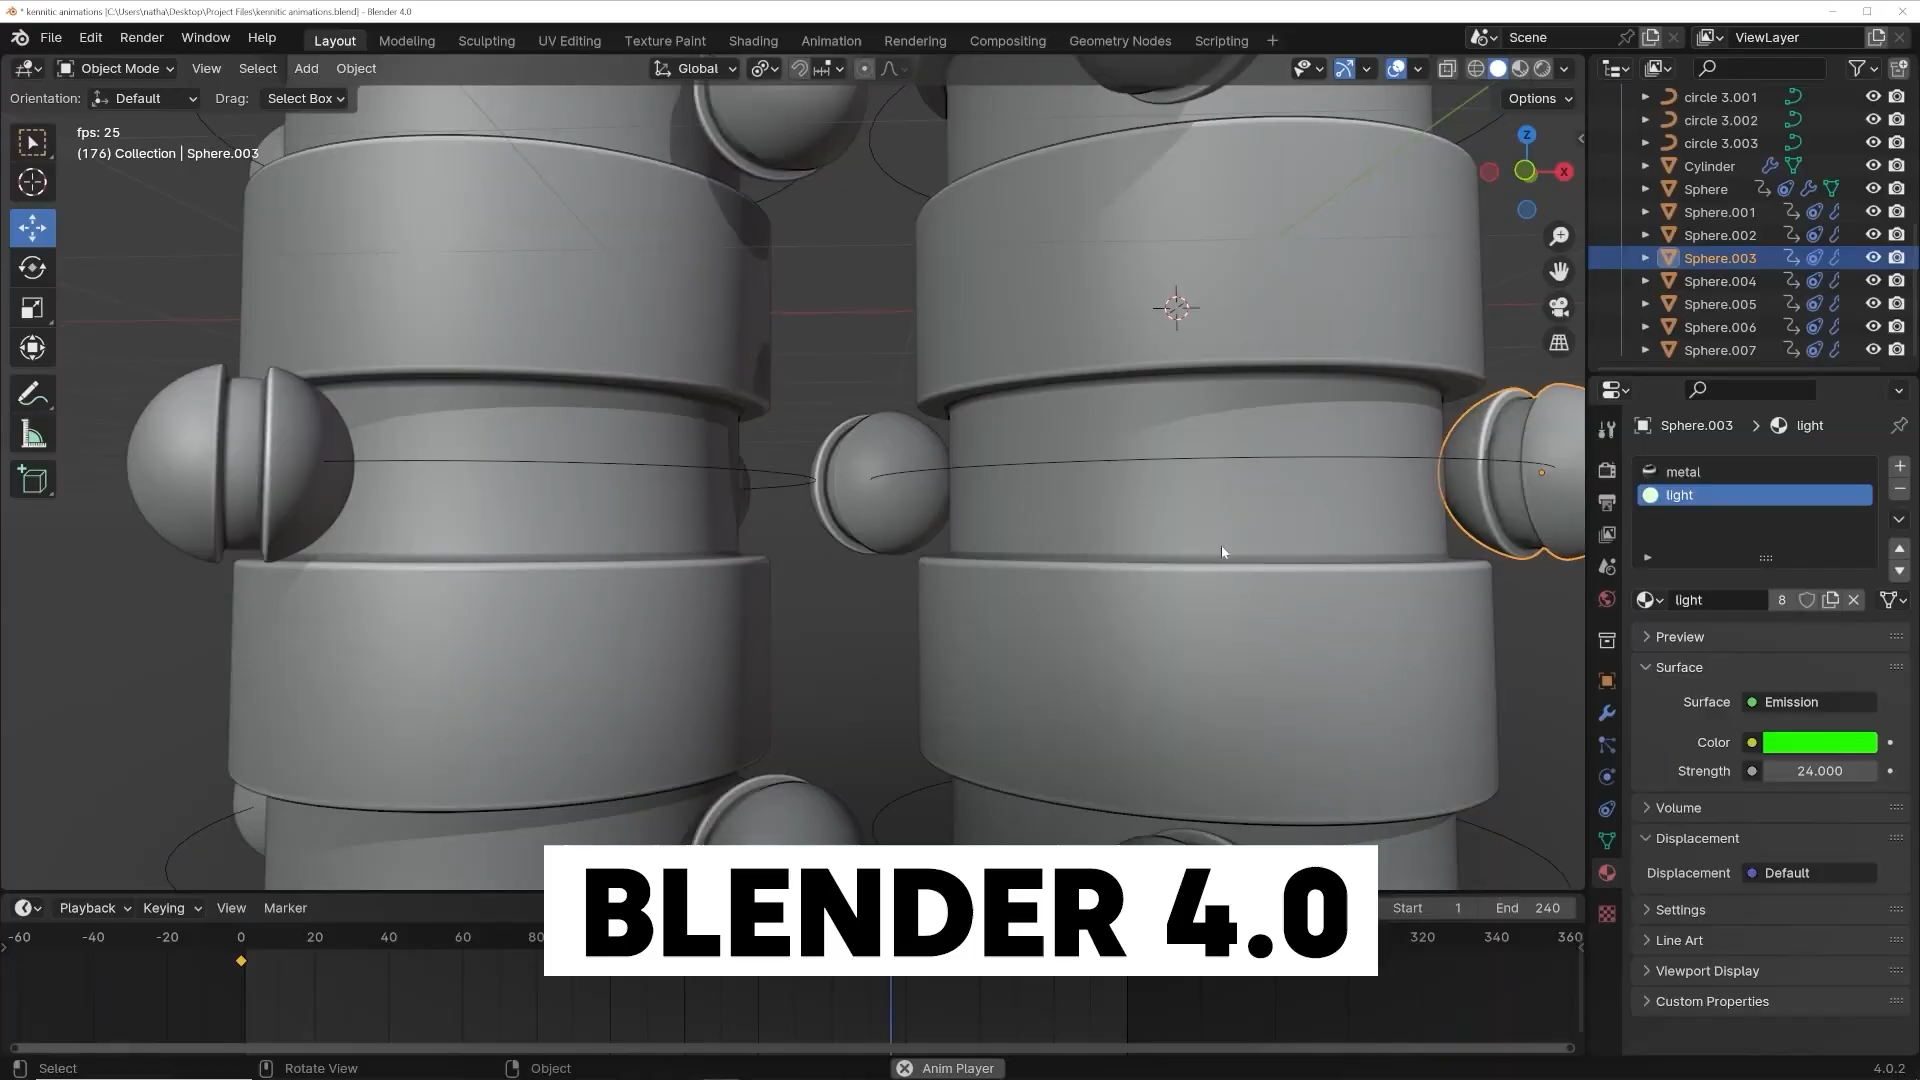 * kennitic animations [C:\Users\natha\Desktop\Project Files\kennitic animations.blend] - Blender 4.0
File Edit Render Window Help
Layout Modeling Sculpting UV Editing Texture Paint Shading Animation Rendering Compositing Geometry Nodes Scripting +
Scene
ViewLayer
Object Mode View Select Add Object
Global
Orientation: Default Drag: Select Box
Options
fps: 25
(176) Collection | Sphere.003
Z
X
circle 3.001
circle 3.002
circle 3.003
Cylinder
Sphere
Sphere.001
Sphere.002
Sphere.003
Sphere.004
Sphere.005
Sphere.006
Sphere.007
Sphere.003 > light
metal
light
light 8
Preview
Surface
Surface Emission
Color
Strength 24.000
Volume
Displacement
Displacement Default
Settings
Line Art
Viewport Display
Custom Properties
BLENDER 4.0
Playback Keying View Marker
Start 1 End 240
-60 -40 -20 0 20 40 60 80 320 340 360
Select Rotate View Object Anim Player 4.0.2